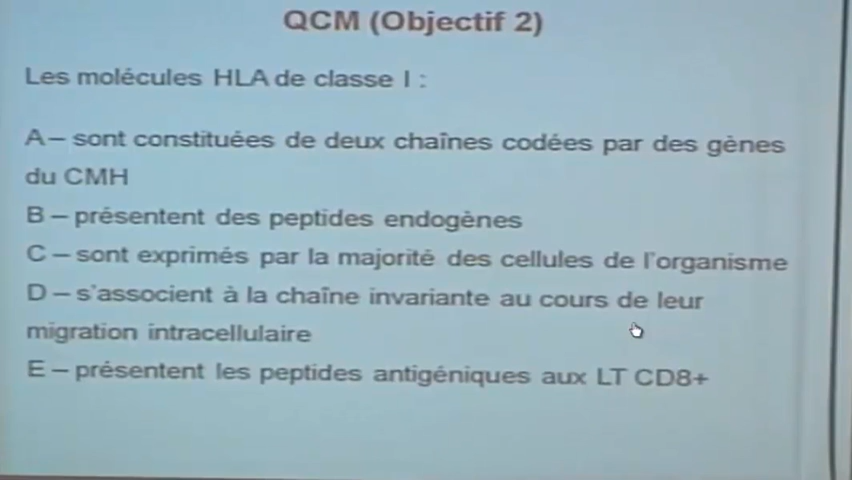 QCM (Objectif 2)
Les molécules HLA de classe I :
A – sont constituées de deux chaînes codées par des gènes
du CMH
B – présentent des peptides endogènes
C – sont exprimés par la majorité des cellules de l'organisme
D – s'associent à la chaîne invariante au cours de leur
migration intracellulaire
E – présentent les peptides antigéniques aux LT CD8+